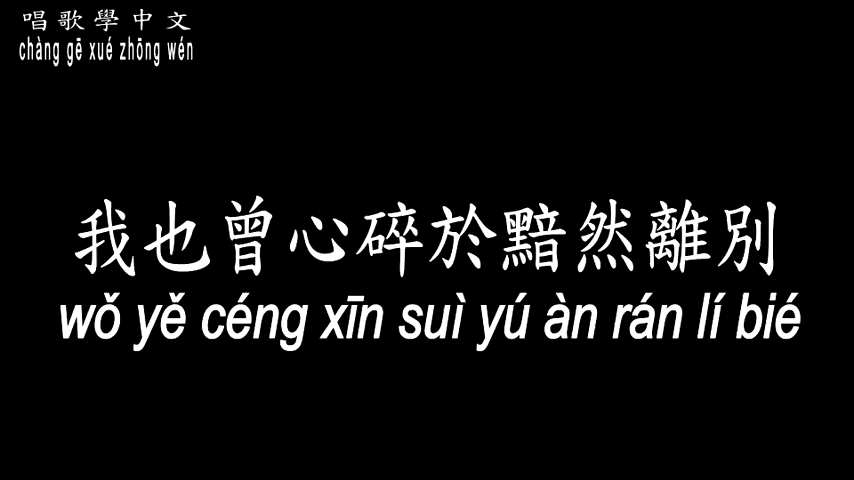 唱歌學中文
chàng gē xué zhōng wén
我也曾心碎於黯然離別
wǒ yě céng xīn suì yú àn rán lí bié